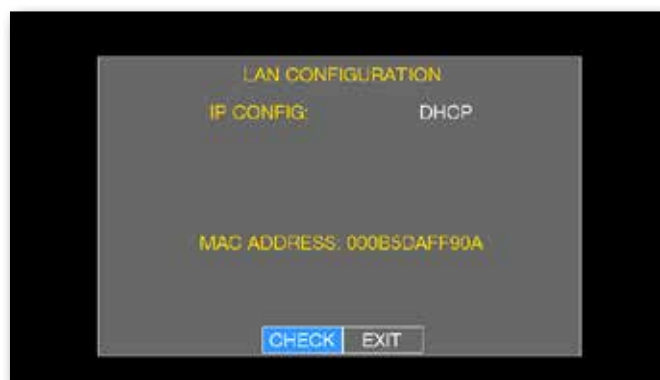 LAN CONFIGURATION
IP CONFIG: DHCP
MAC ADDRESS: 000B5DAFF90A
CHECK EXIT